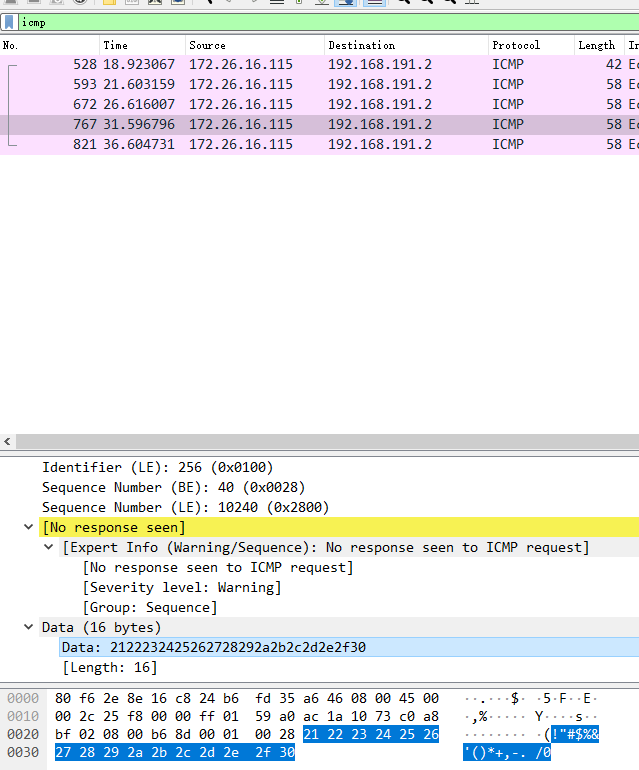 icmp
No. Time Source Destination Protocol Length
528 18.923067 172.26.16.115 192.168.191.2 ICMP 42
593 21.603159 172.26.16.115 192.168.191.2 ICMP 58
672 26.616007 172.26.16.115 192.168.191.2 ICMP 58
767 31.596796 172.26.16.115 192.168.191.2 ICMP 58
821 36.604731 172.26.16.115 192.168.191.2 ICMP 58
Identifier (LE): 256 (0x0100)
Sequence Number (BE): 40 (0x0028)
Sequence Number (LE): 10240 (0x2800)
[No response seen]
[Expert Info (Warning/Sequence): No response seen to ICMP request]
[No response seen to ICMP request]
[Severity level: Warning]
[Group: Sequence]
Data (16 bytes)
Data: 2122232425262728292a2b2c2d2e2f30
[Length: 16]
0000 80 f6 2e 8e 16 c8 24 b6 fd 35 a6 46 08 00 45 00 ··.···$· ·5·F··E·
0010 00 2c 25 f8 00 00 ff 01 59 a0 ac 1a 10 73 c0 a8 ·,%····· Y····s··
0020 bf 02 08 00 b6 8d 00 01 00 28 21 22 23 24 25 26 ········ ·(!"#$%&
0030 27 28 29 2a 2b 2c 2d 2e 2f 30 '()*+,-. /0